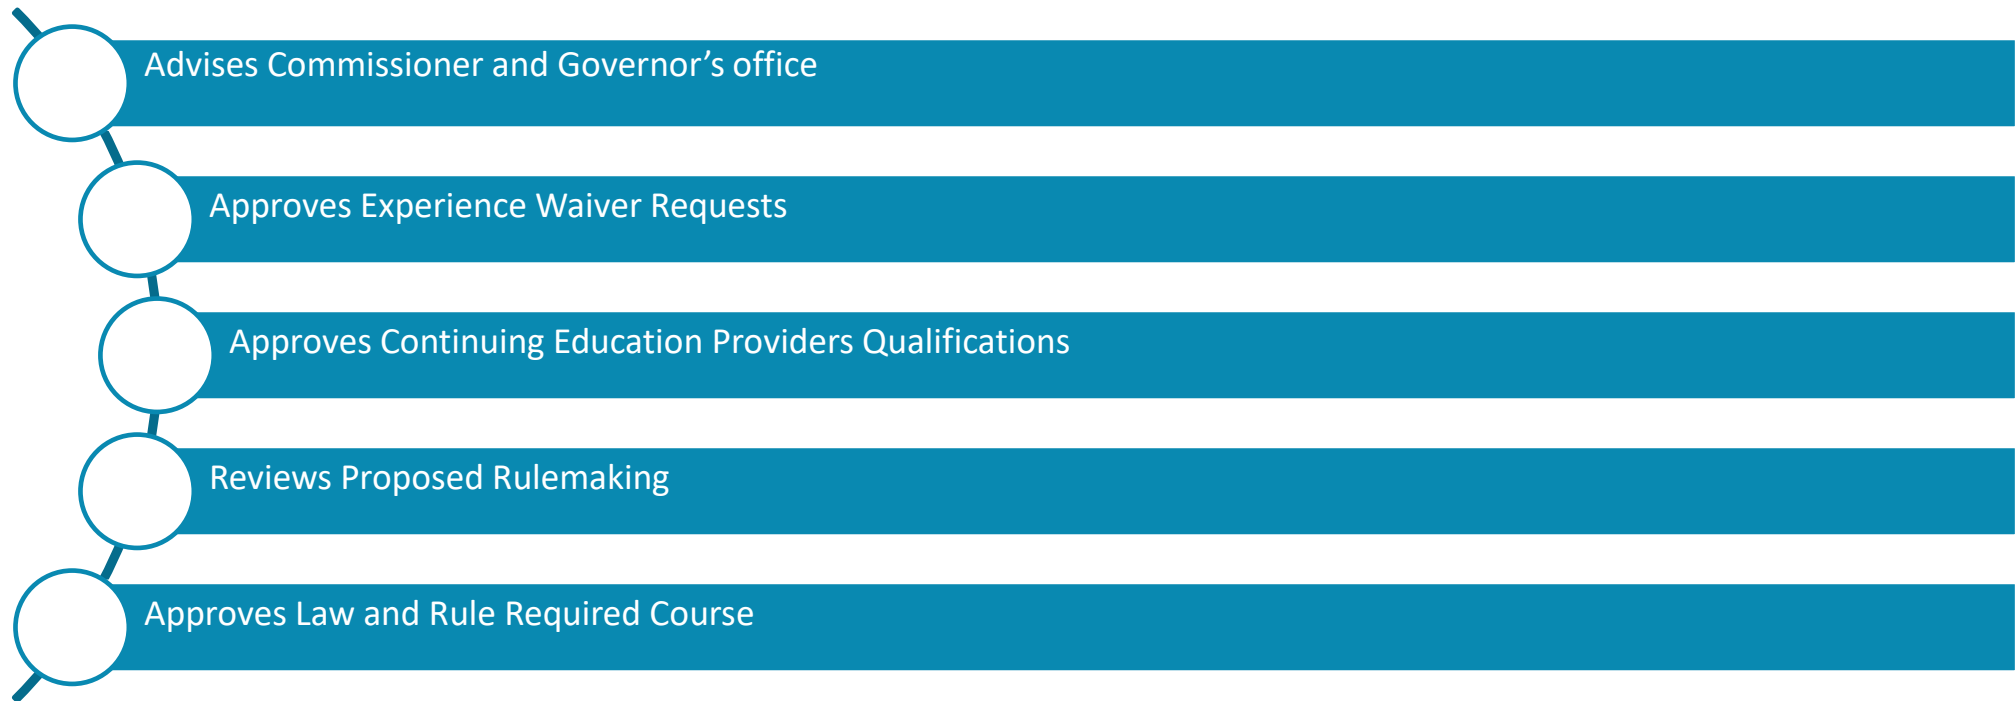 Advises Commissioner and Governor’s office
Approves Experience Waiver Requests
Approves Continuing Education Providers Qualifications
Reviews Proposed Rulemaking
Approves Law and Rule Required Course